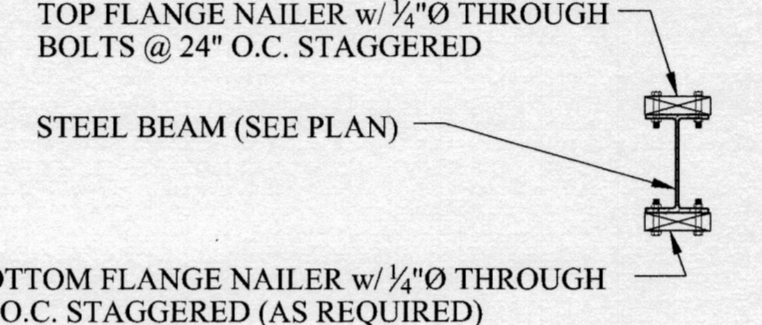 TOP FLANGE NAILER w/ ¼"Ø THROUGH
BOLTS @ 24" O.C. STAGGERED
STEEL BEAM (SEE PLAN)
OTTOM FLANGE NAILER w/ ¼"Ø THROUGH
O.C. STAGGERED (AS REQUIRED)